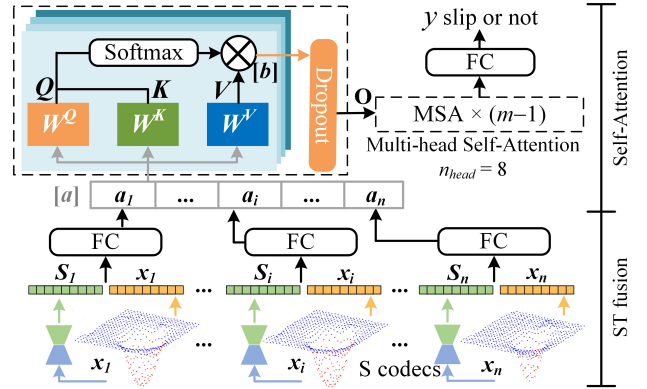 y slip or not
Softmax
FC
[b]
Q K V
Dropout
O
W^Q W^K W^V
MSA × (m−1)
Multi-head Self-Attention
n_head = 8
Self-Attention
[a] a_1 ... a_i ... a_n
FC FC FC
S_1 x_1 ... S_i x_i ... S_n x_n
... ...
x_1 x_i S codecs x_n
ST fusion